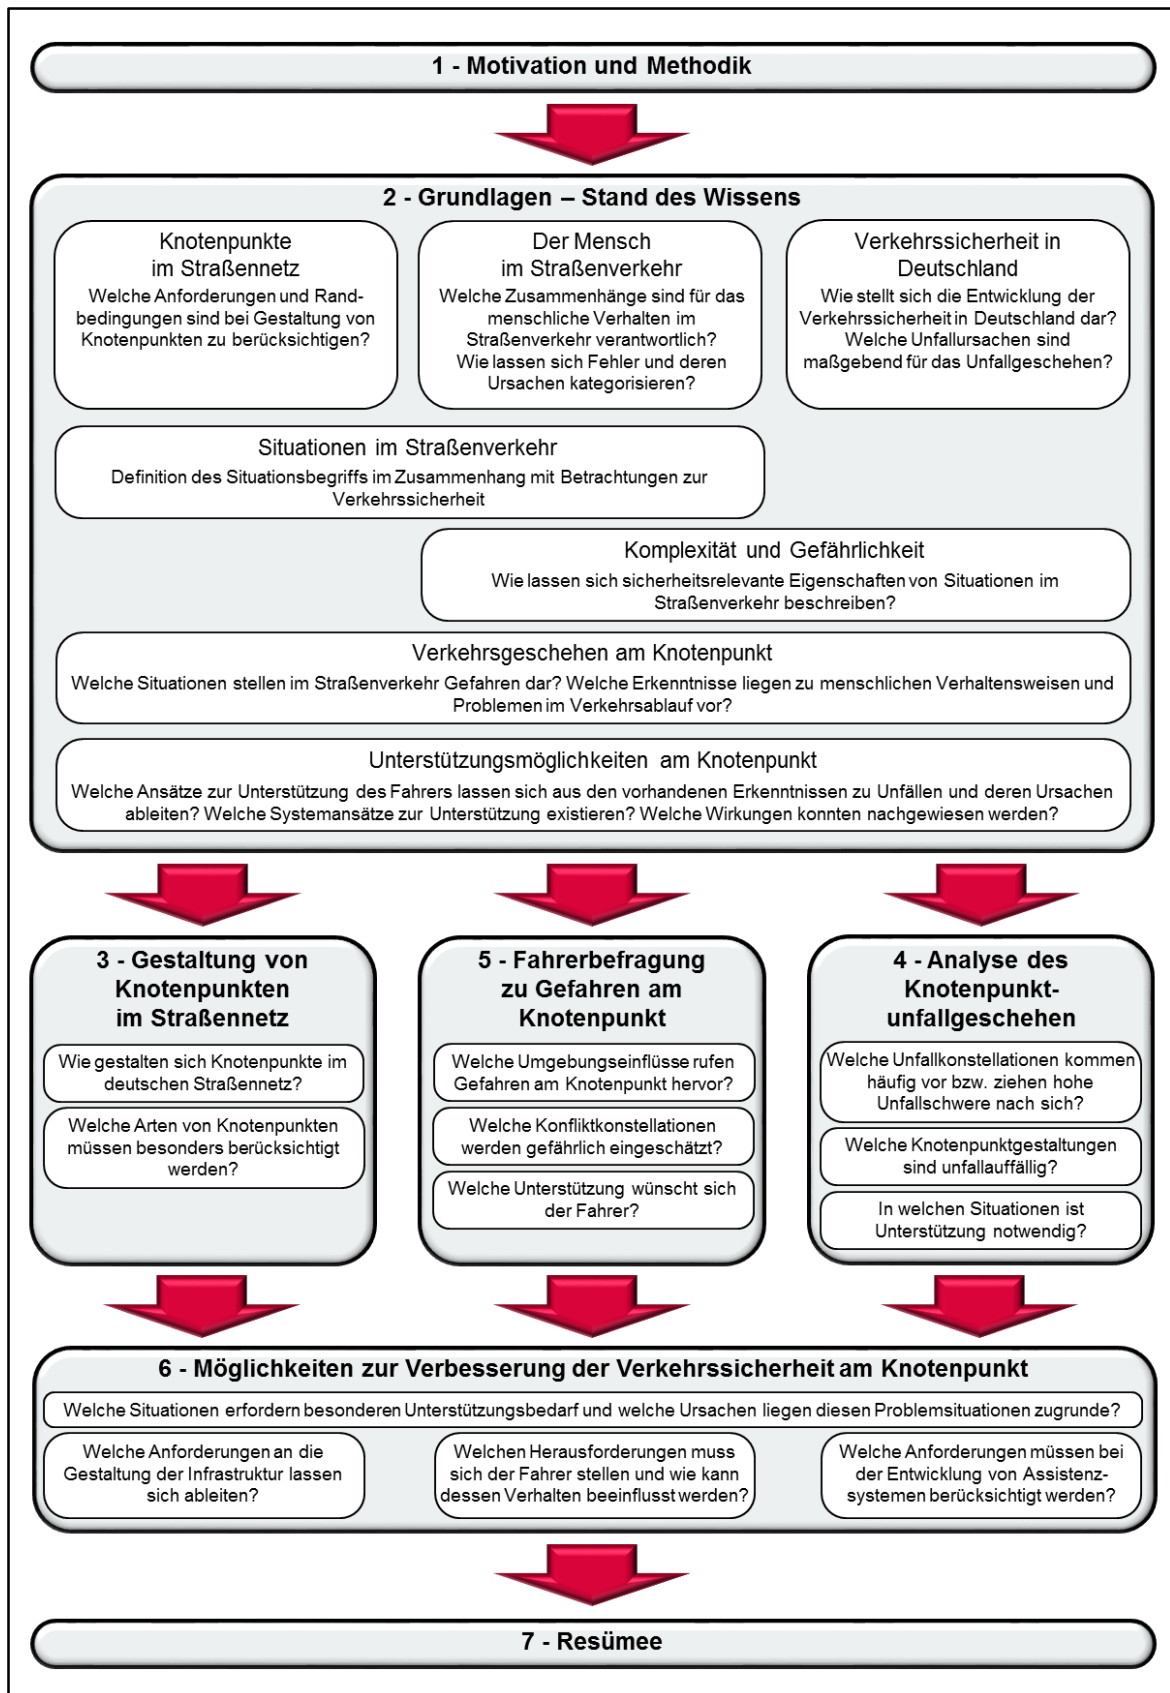 1 - Motivation und Methodik
2 - Grundlagen – Stand des Wissens
Knotenpunkte
im Straßennetz
Welche Anforderungen und Rand-
bedingungen sind bei Gestaltung von
Knotenpunkten zu berücksichtigen?
Der Mensch
im Straßenverkehr
Welche Zusammenhänge sind für das
menschliche Verhalten im
Straßenverkehr verantwortlich?
Wie lassen sich Fehler und deren
Ursachen kategorisieren?
Verkehrssicherheit in
Deutschland
Wie stellt sich die Entwicklung der
Verkehrssicherheit in Deutschland dar?
Welche Unfallursachen sind
maßgebend für das Unfallgeschehen?
Situationen im Straßenverkehr
Definition des Situationsbegriffs im Zusammenhang mit Betrachtungen zur
Verkehrssicherheit
Komplexität und Gefährlichkeit
Wie lassen sich sicherheitsrelevante Eigenschaften von Situationen im
Straßenverkehr beschreiben?
Verkehrsgeschehen am Knotenpunkt
Welche Situationen stellen im Straßenverkehr Gefahren dar? Welche Erkenntnisse liegen zu menschlichen Verhaltensweisen und
Problemen im Verkehrsablauf vor?
Unterstützungsmöglichkeiten am Knotenpunkt
Welche Ansätze zur Unterstützung des Fahrers lassen sich aus den vorhandenen Erkenntnissen zu Unfällen und deren Ursachen
ableiten? Welche Systemansätze zur Unterstützung existieren? Welche Wirkungen konnten nachgewiesen werden?
3 - Gestaltung von
Knotenpunkten
im Straßennetz
Wie gestalten sich Knotenpunkte im
deutschen Straßennetz?
Welche Arten von Knotenpunkten
müssen besonders berücksichtigt
werden?
5 - Fahrerbefragung
zu Gefahren am
Knotenpunkt
Welche Umgebungseinflüsse rufen
Gefahren am Knotenpunkt hervor?
Welche Konfliktkonstellationen
werden gefährlich eingeschätzt?
Welche Unterstützung wünscht sich
der Fahrer?
4 - Analyse des
Knotenpunkt-
unfallgeschehen
Welche Unfallkonstellationen kommen
häufig vor bzw. ziehen hohe
Unfallschwere nach sich?
Welche Knotenpunktgestaltungen
sind unfallauffällig?
In welchen Situationen ist
Unterstützung notwendig?
6 - Möglichkeiten zur Verbesserung der Verkehrssicherheit am Knotenpunkt
Welche Situationen erfordern besonderen Unterstützungsbedarf und welche Ursachen liegen diesen Problemsituationen zugrunde?
Welche Anforderungen an die
Gestaltung der Infrastruktur lassen
sich ableiten?
Welchen Herausforderungen muss
sich der Fahrer stellen und wie kann
dessen Verhalten beeinflusst werden?
Welche Anforderungen müssen bei
der Entwicklung von Assistenz-
systemen berücksichtigt werden?
7 - Resümee